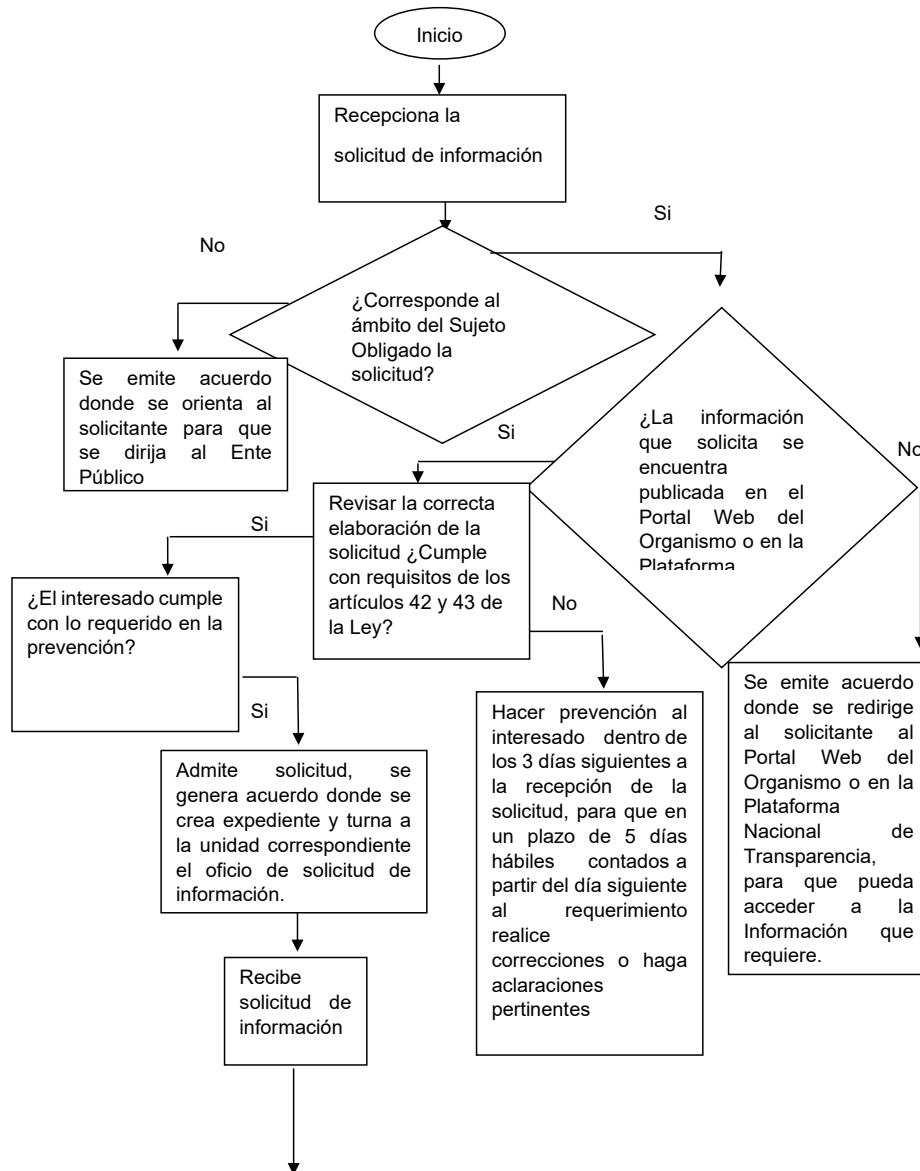 Inicio
Recepciona la
solicitud de información
Si
No
¿Corresponde al
ámbito del Sujeto
Obligado la
solicitud?
Se emite acuerdo
donde se orienta al
solicitante para que
se dirija al Ente
Público
Si
¿La información
que solicita se
encuentra
publicada en el
Portal Web del
Organismo o en la
Plataforma
No
Revisar la correcta
elaboración de la
solicitud ¿Cumple
con requisitos de los
artículos 42 y 43 de
la Ley?
Si
No
¿El interesado cumple
con lo requerido en la
prevención?
Si
Se emite acuerdo
donde se redirige
al solicitante al
Portal Web del
Organismo o en la
Plataforma
Nacional de
Transparencia,
para que pueda
acceder a la
Información que
requiere.
Hacer prevención al
interesado dentro de
los 3 días siguientes a
la recepción de la
solicitud, para que en
un plazo de 5 días
hábiles contados a
partir del día siguiente
al requerimiento
realice
correcciones o haga
aclaraciones
pertinentes
Admite solicitud, se
genera acuerdo donde se
crea expediente y turna a
la unidad correspondiente
el oficio de solicitud de
información.
Recibe
solicitud de
información